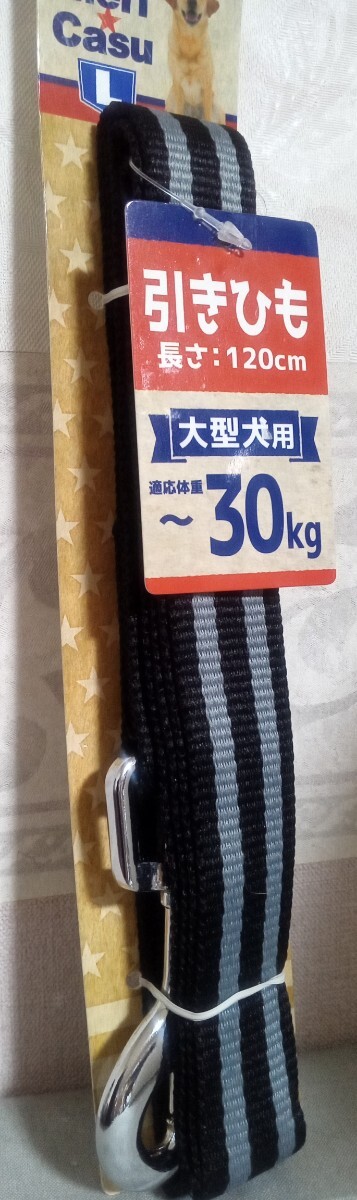 Casu
L
引きひも
長さ:120cm
大型犬用
適応体重
～30kg